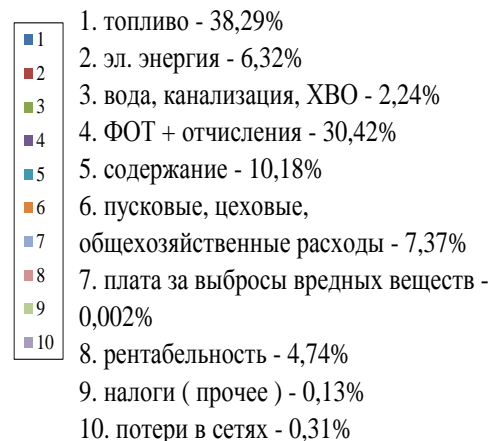 1
2
3
4
5
6
7
8
9
10
1. топливо - 38,29%
2. эл. энергия - 6,32%
3. вода, канализация, ХВО - 2,24%
4. ФОТ + отчисления - 30,42%
5. содержание - 10,18%
6. пусковые, цеховые,
общехозяйственные расходы - 7,37%
7. плата за выбросы вредных веществ -
0,002%
8. рентабельность - 4,74%
9. налоги ( прочее ) - 0,13%
10. потери в сетях - 0,31%